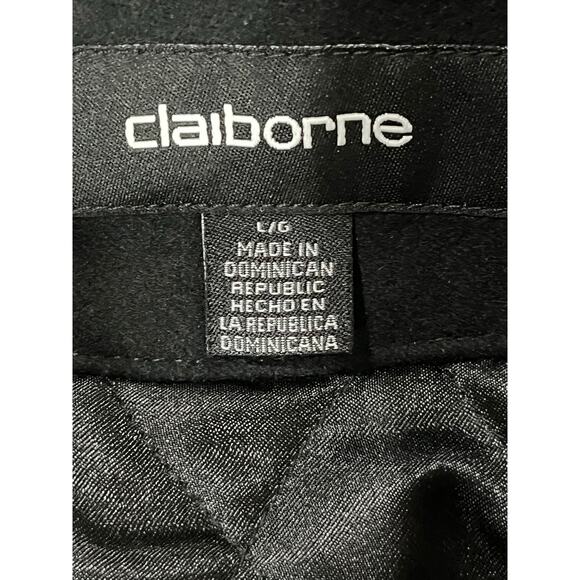 claiborne
L/G
MADE IN
DOMINICAN
REPUBLIC
HECHO EN
LA REPUBLICA
DOMINICANA